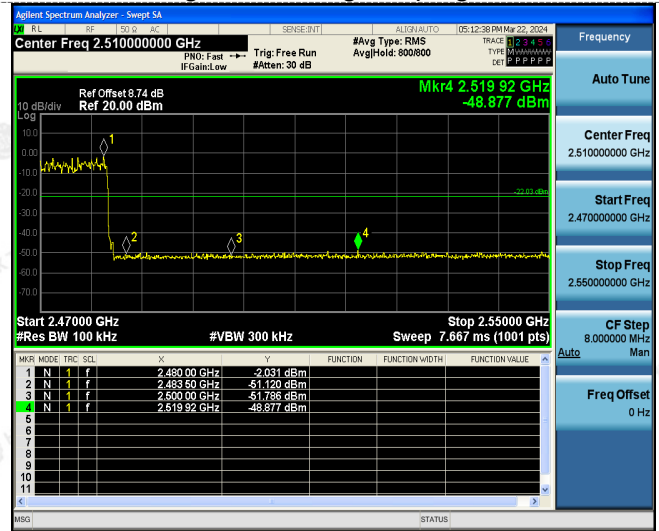 Agilent Spectrum Analyzer - Swept SA
LXI RL RF 50 Ω AC SENSE:INT ALIGN AUTO 05:12:38 PM Mar 22, 2024
Center Freq 2.510000000 GHz
PNO: Fast
IFGain:Low
Trig: Free Run
#Atten: 30 dB
#Avg Type: RMS
Avg|Hold: 800/800
TRACE 1 2 3 4 5 6
TYPE MWWWWW
DET P P P P P P
Ref Offset 8.74 dB
10 dB/div Ref 20.00 dBm
Log
Mkr4 2.519 92 GHz
-48.877 dBm
10.0
0.00
-10.0
-20.0
-30.0
-40.0
-50.0
-60.0
-70.0
1
2
3
4
-22.03 dBm
Start 2.47000 GHz Stop 2.55000 GHz
#Res BW 100 kHz #VBW 300 kHz Sweep 7.667 ms (1001 pts)
MKR MODE TRC SCL X Y FUNCTION FUNCTION WIDTH FUNCTION VALUE
1 N 1 f 2.480 00 GHz -2.031 dBm
2 N 1 f 2.483 50 GHz -51.120 dBm
3 N 1 f 2.500 00 GHz -51.786 dBm
4 N 1 f 2.519 92 GHz -48.877 dBm
5
6
7
8
9
10
11
MSG STATUS
Frequency
Auto Tune
Center Freq
2.510000000 GHz
Start Freq
2.470000000 GHz
Stop Freq
2.550000000 GHz
CF Step
8.000000 MHz
Auto Man
Freq Offset
0 Hz